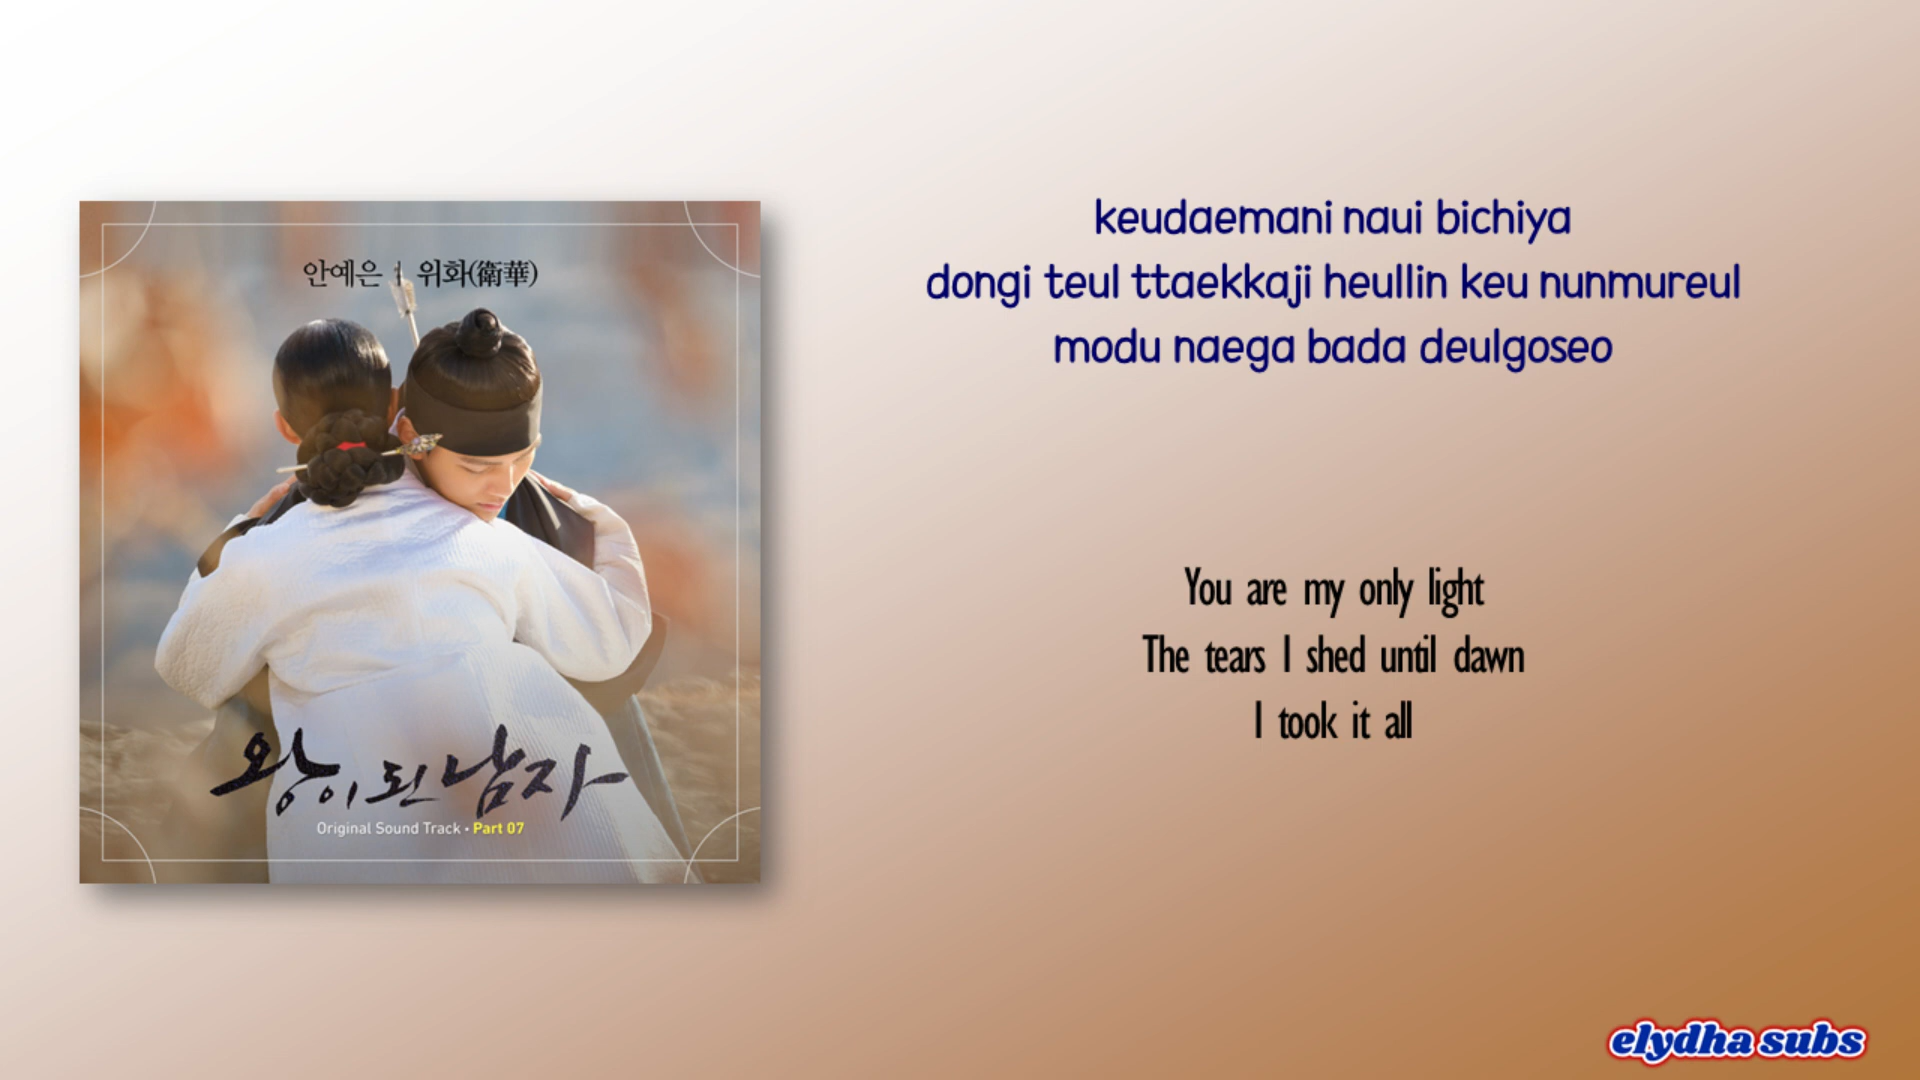 안예은 | 위화(衛華)
왕이 된 남자
Original Sound Track • Part 07
keudaemani naui bichiya
dongi teul ttaekkaji heullin keu nunmureul
modu naega bada deulgoseo
You are my only light
The tears I shed until dawn
I took it all
elydha subs